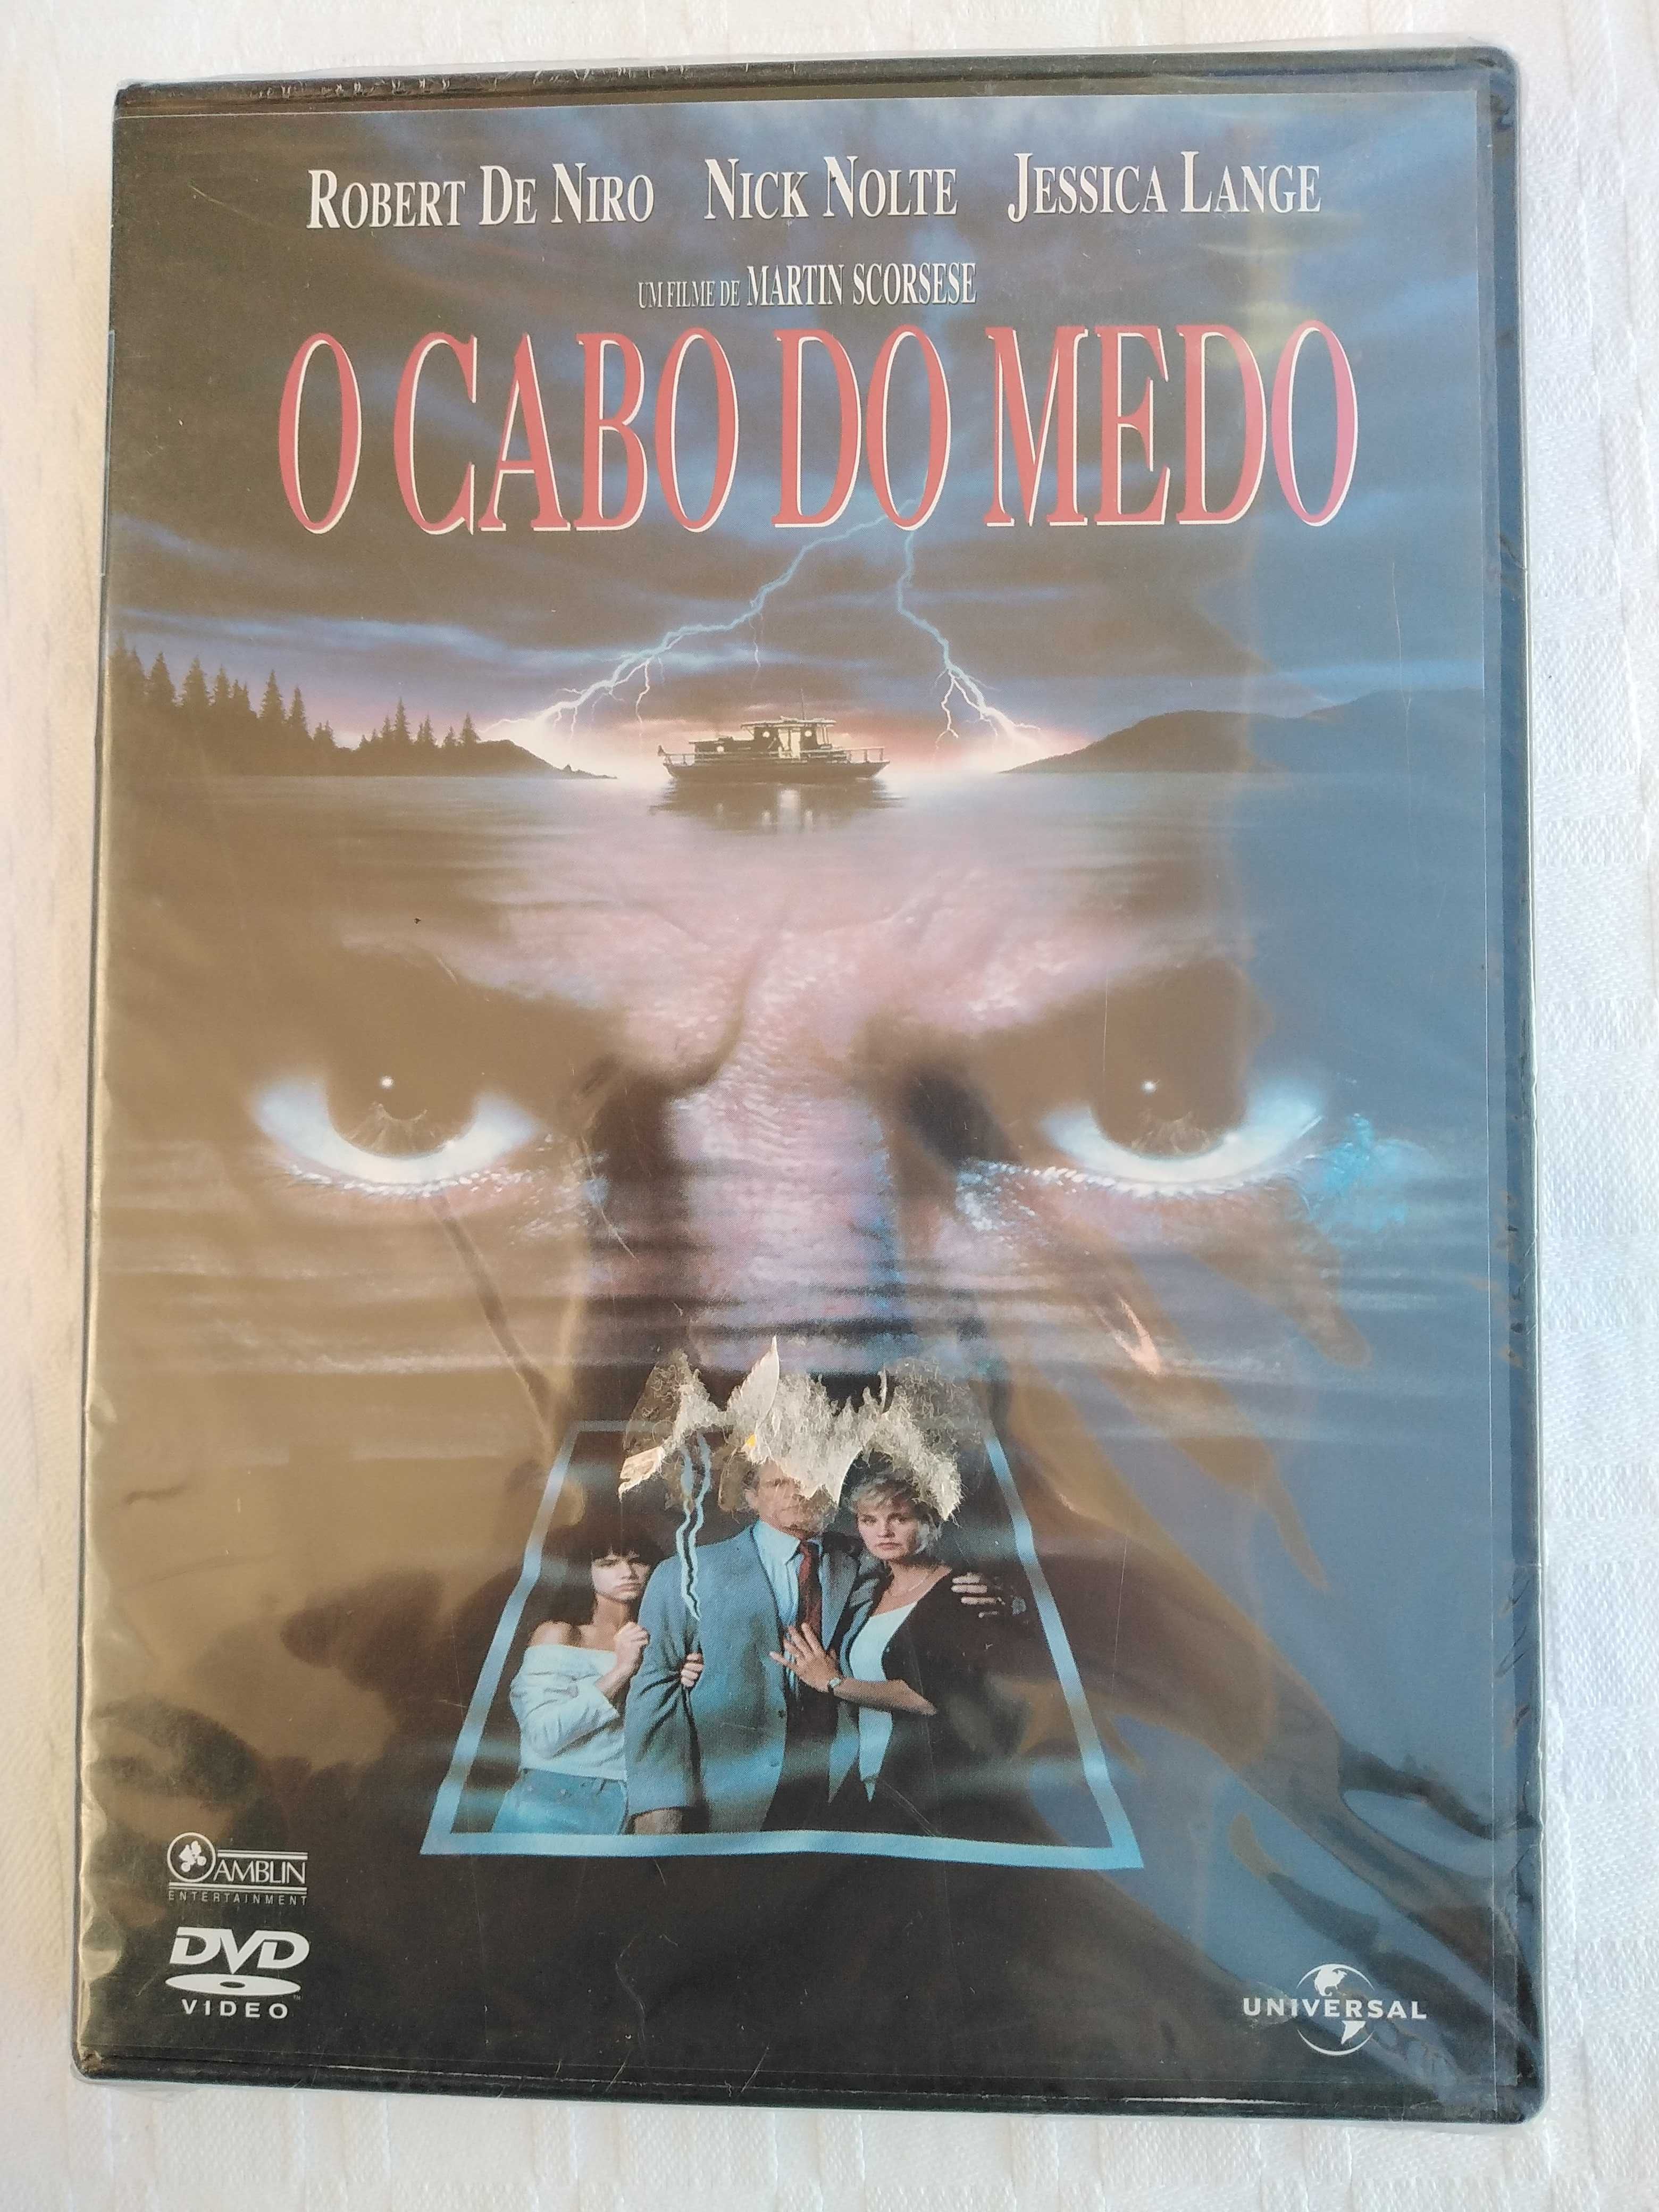 ROBERT DE NIRO NICK NOLTE JESSICA LANGE
UM FILME DE MARTIN SCORSESE
O CABO DO MEDO
AMBLIN
ENTERTAINMENT
DVD
VIDEO
UNIVERSAL